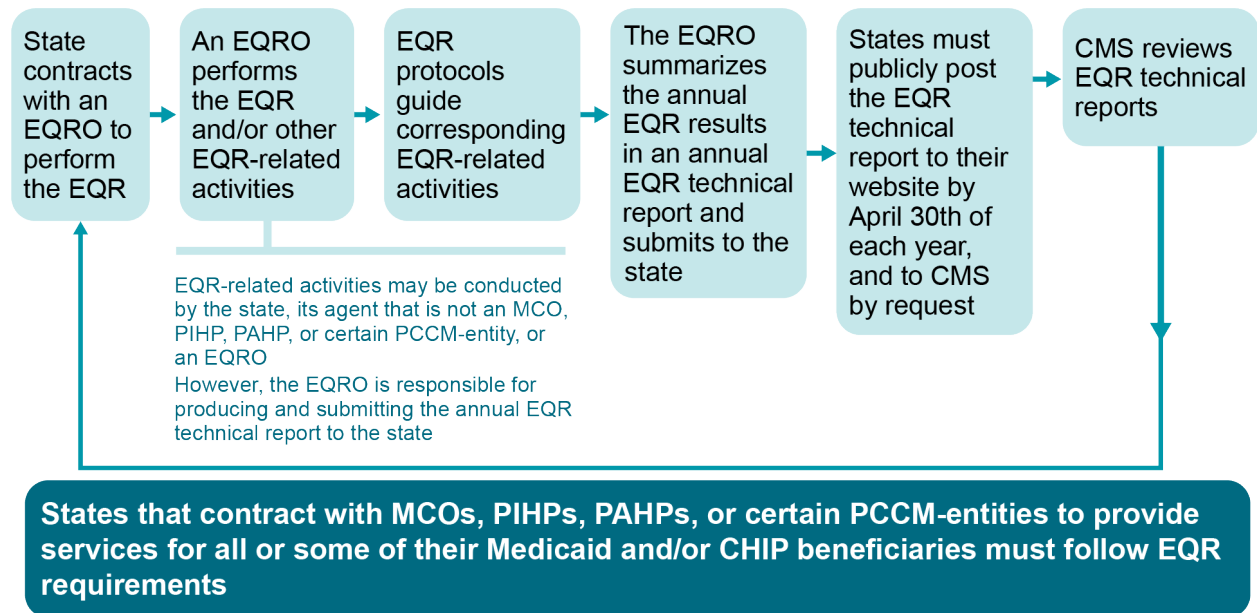 State
contracts
with an
EQRO to
perform
the EQR
An EQRO
performs
the EQR
and/or other
EQR-related
activities
EQR
protocols
guide
corresponding
EQR-related
activities
The EQRO
summarizes
the annual
EQR results
in an annual
EQR technical
report and
submits to the
state
States must
publicly post
the EQR
technical
report to their
website by
April 30th of
each year,
and to CMS
by request
CMS reviews
EQR technical
reports
EQR-related activities may be conducted
by the state, its agent that is not an MCO,
PIHP, PAHP, or certain PCCM-entity, or
an EQRO
However, the EQRO is responsible for
producing and submitting the annual EQR
technical report to the state
States that contract with MCOs, PIHPs, PAHPs, or certain PCCM-entities to provide
services for all or some of their Medicaid and/or CHIP beneficiaries must follow EQR
requirements